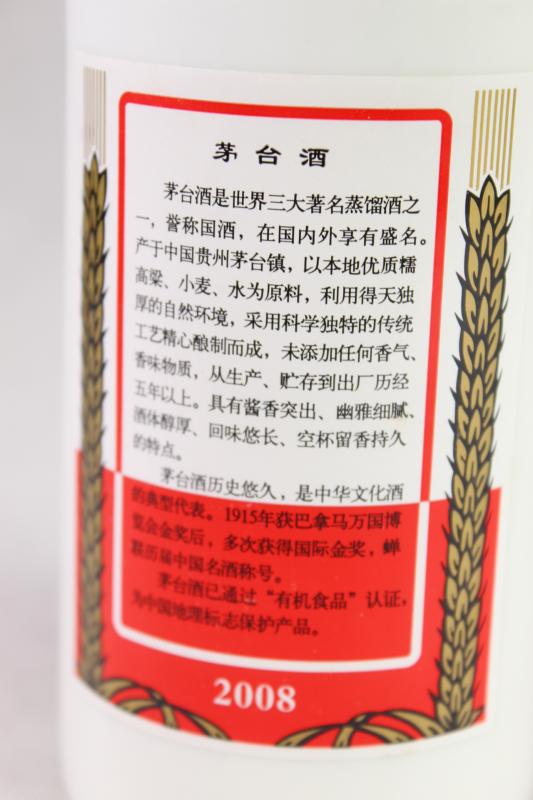 茅台酒
茅台酒是世界三大著名蒸馏酒之
一，誉称国酒，在国内外享有盛名。
产于中国贵州茅台镇，以本地优质糯
高粱、小麦、水为原料，利用得天独
厚的自然环境，采用科学独特的传统
工艺精心酿制而成，未添加任何香气、
香味物质，从生产、贮存到出厂历经
五年以上。具有酱香突出、幽雅细腻、
酒体醇厚、回味悠长、空杯留香持久
的特点。
茅台酒历史悠久，是中华文化酒
的典型代表。1915年获巴拿马万国博
览会金奖后，多次获得国际金奖，蝉
联历届中国名酒称号。
茅台酒已通过“有机食品”认证，
为中国地理标志保护产品。
2008